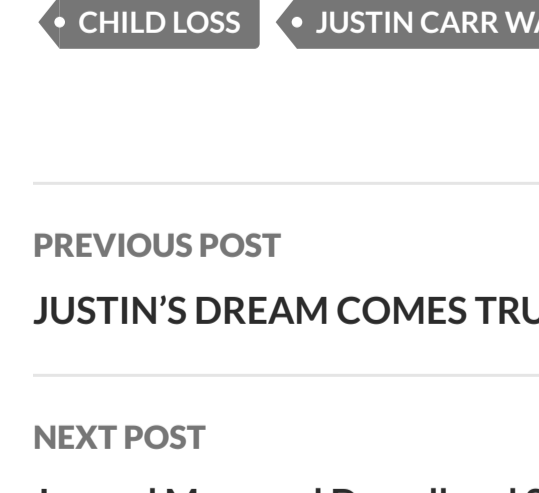 CHILD LOSS JUSTIN CARR
PREVIOUS POST
JUSTIN’S DREAM COMES
NEXT POST